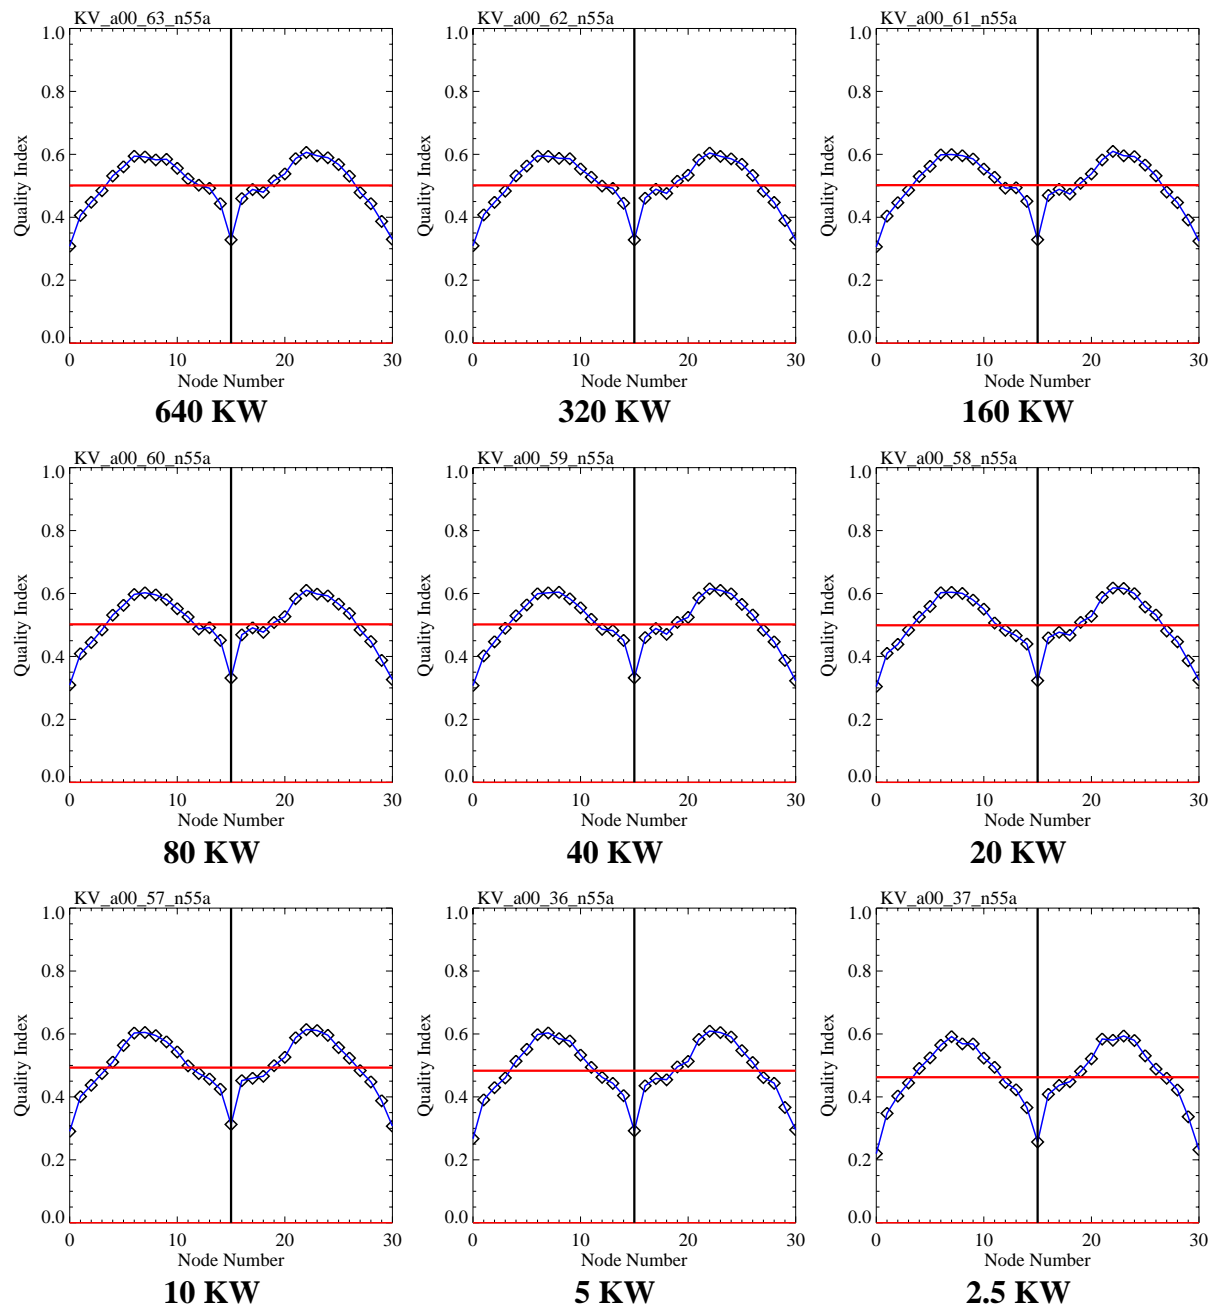 KV_a00_63_n55a
KV_a00_62_n55a
KV_a00_61_n55a
1.0
0.8
0.6
0.4
0.2
0.0
Quality Index
0 10 20 30
Node Number
640 KW
1.0
0.8
0.6
0.4
0.2
0.0
Quality Index
0 10 20 30
Node Number
320 KW
1.0
0.8
0.6
0.4
0.2
0.0
Quality Index
0 10 20 30
Node Number
160 KW
KV_a00_60_n55a
KV_a00_59_n55a
KV_a00_58_n55a
1.0
0.8
0.6
0.4
0.2
0.0
Quality Index
0 10 20 30
Node Number
80 KW
1.0
0.8
0.6
0.4
0.2
0.0
Quality Index
0 10 20 30
Node Number
40 KW
1.0
0.8
0.6
0.4
0.2
0.0
Quality Index
0 10 20 30
Node Number
20 KW
KV_a00_57_n55a
KV_a00_36_n55a
KV_a00_37_n55a
1.0
0.8
0.6
0.4
0.2
0.0
Quality Index
0 10 20 30
Node Number
10 KW
1.0
0.8
0.6
0.4
0.2
0.0
Quality Index
0 10 20 30
Node Number
5 KW
1.0
0.8
0.6
0.4
0.2
0.0
Quality Index
0 10 20 30
Node Number
2.5 KW